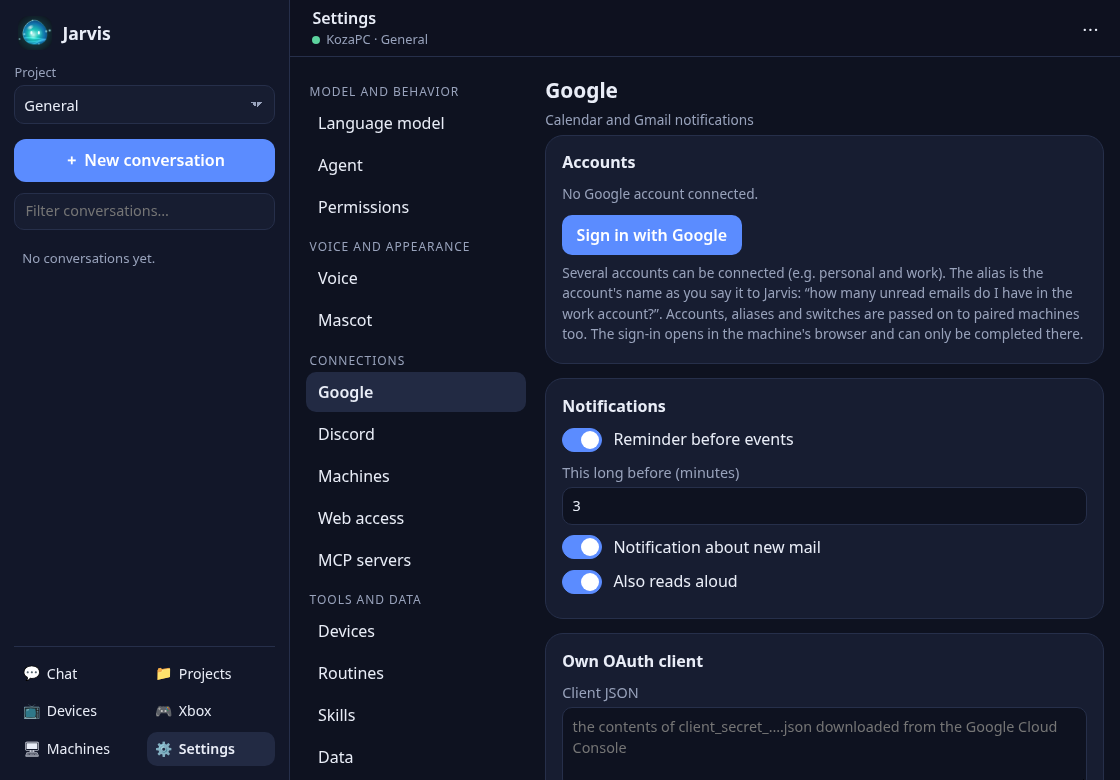 Jarvis
Project
General
+ New conversation
Filter conversations...
No conversations yet.
Chat
Projects
Devices
Xbox
Machines
Settings
Settings
KozaPC · General
...
MODEL AND BEHAVIOR
Language model
Agent
Permissions
VOICE AND APPEARANCE
Voice
Mascot
CONNECTIONS
Google
Discord
Machines
Web access
MCP servers
TOOLS AND DATA
Devices
Routines
Skills
Data
Google
Calendar and Gmail notifications
Accounts
No Google account connected.
Sign in with Google
Several accounts can be connected (e.g. personal and work). The alias is the
account's name as you say it to Jarvis: “how many unread emails do I have in the
work account?”. Accounts, aliases and switches are passed on to paired machines
too. The sign-in opens in the machine's browser and can only be completed there.
Notifications
Reminder before events
This long before (minutes)
3
Notification about new mail
Also reads aloud
Own OAuth client
Client JSON
the contents of client_secret_....json downloaded from the Google Cloud
Console